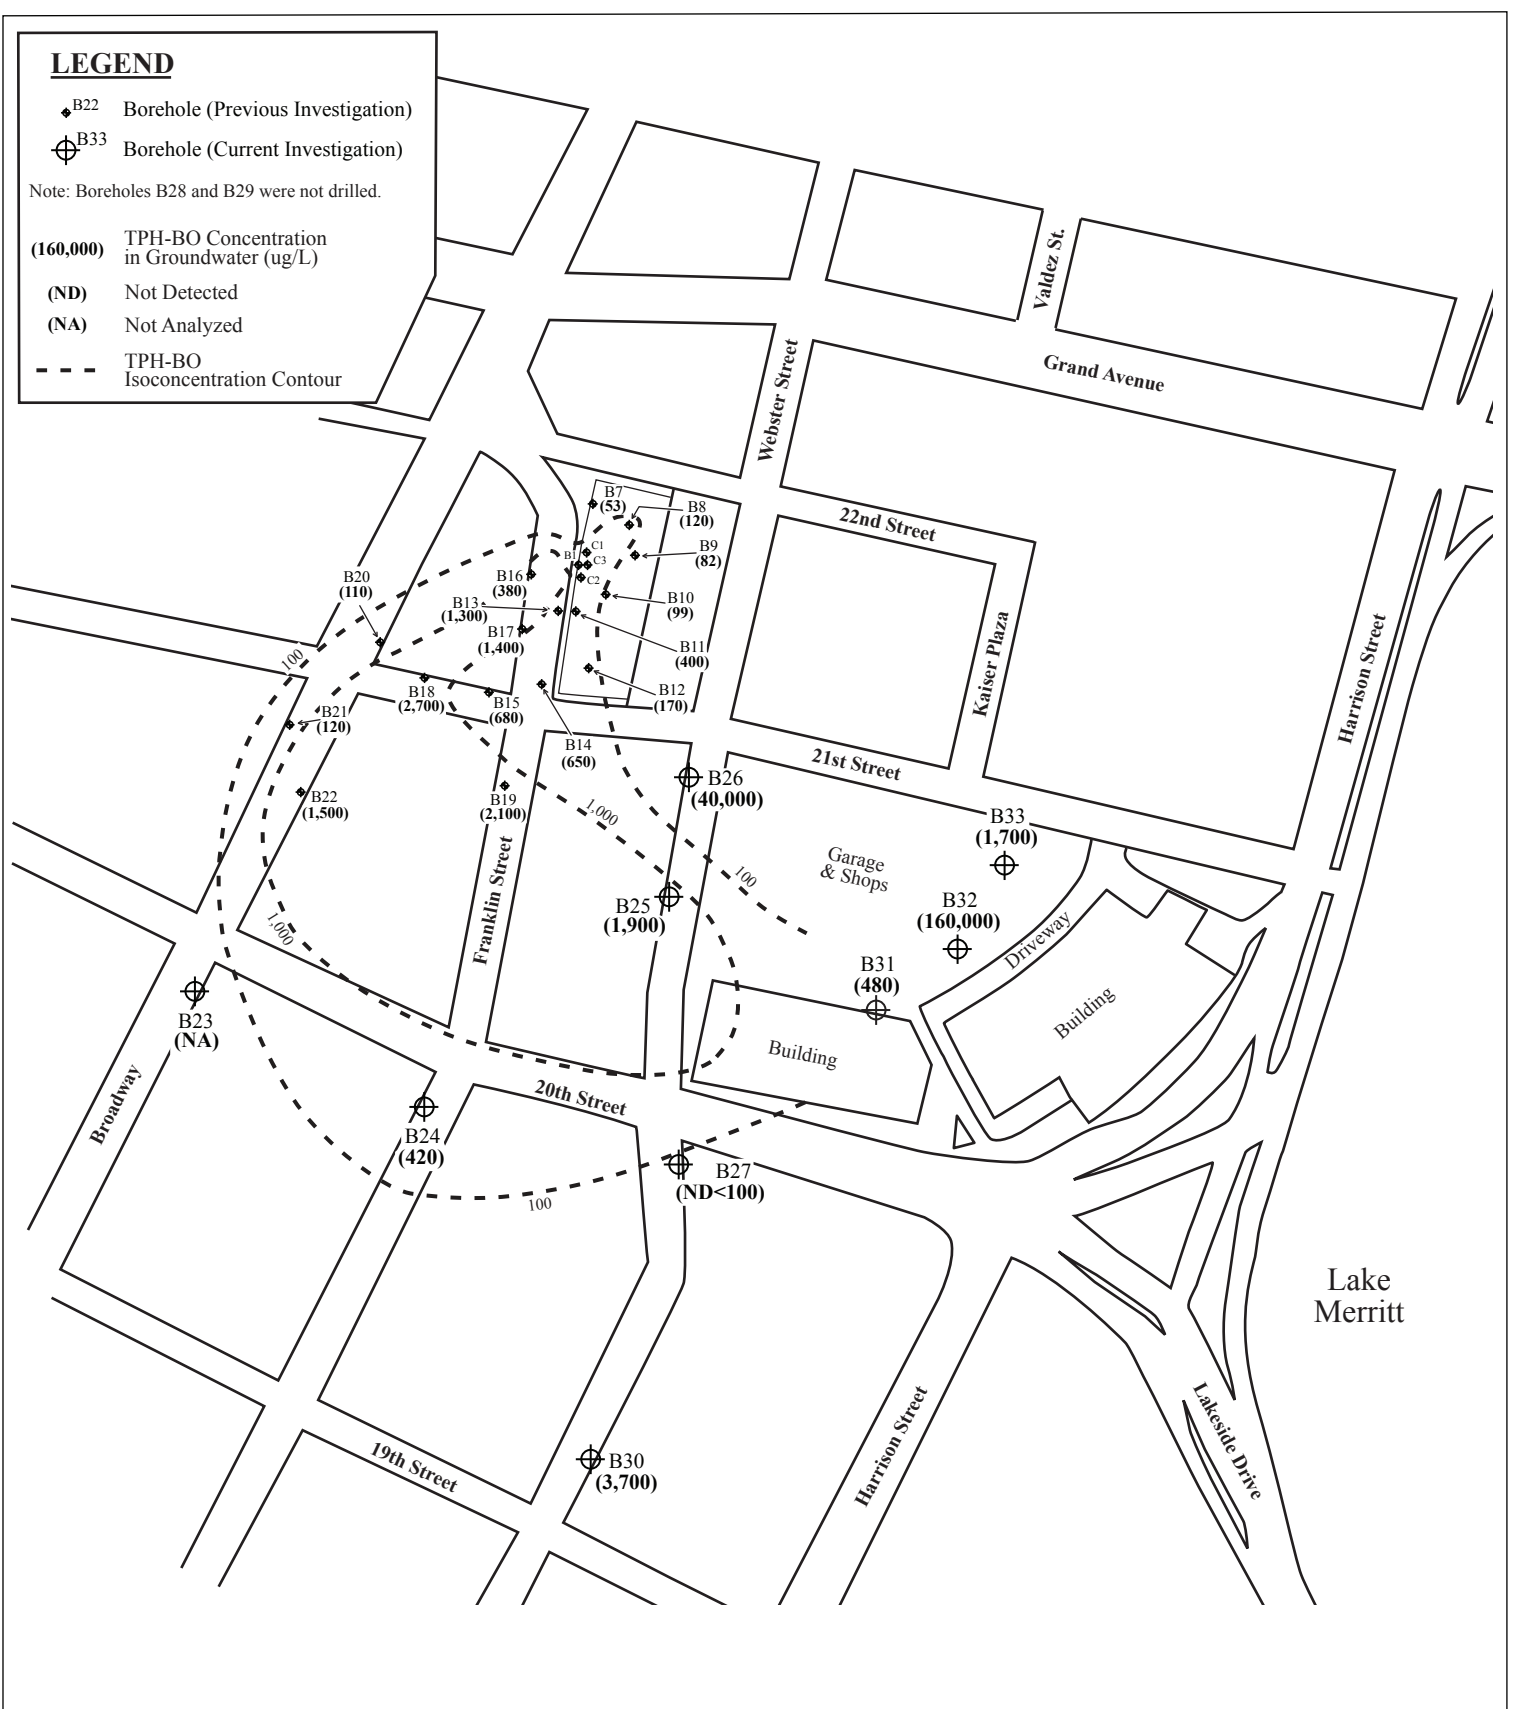 LEGEND
B22 Borehole (Previous Investigation)
B33 Borehole (Current Investigation)
Note: Boreholes B28 and B29 were not drilled.
(160,000) TPH-BO Concentration
in Groundwater (ug/L)
(ND) Not Detected
(NA) Not Analyzed
TPH-BO
Isoconcentration Contour
Valdez St.
Grand Avenue
Webster Street
22nd Street
Kaiser Plaza
Harrison Street
B7
(53)
B8
(120)
B9
(82)
C1
B1
C3
C2
B10
(99)
B16
(380)
B20
(110)
B13
(1,300)
B17
(1,400)
B11
(400)
100
B18
(2,700)
B15
(680)
B12
(170)
B21
(120)
B14
(650)
21st Street
B26
(40,000)
B22
(1,500)
B19
(2,100)
1,000
B33
(1,700)
Garage
& Shops
100
Franklin Street
B25
(1,900)
B32
(160,000)
1,000
Driveway
B31
(480)
Building
B23
(NA)
Building
20th Street
Broadway
B24
(420)
B27
(ND<100)
100
Lake
Merritt
Lakeside Drive
Harrison Street
19th Street
B30
(3,700)